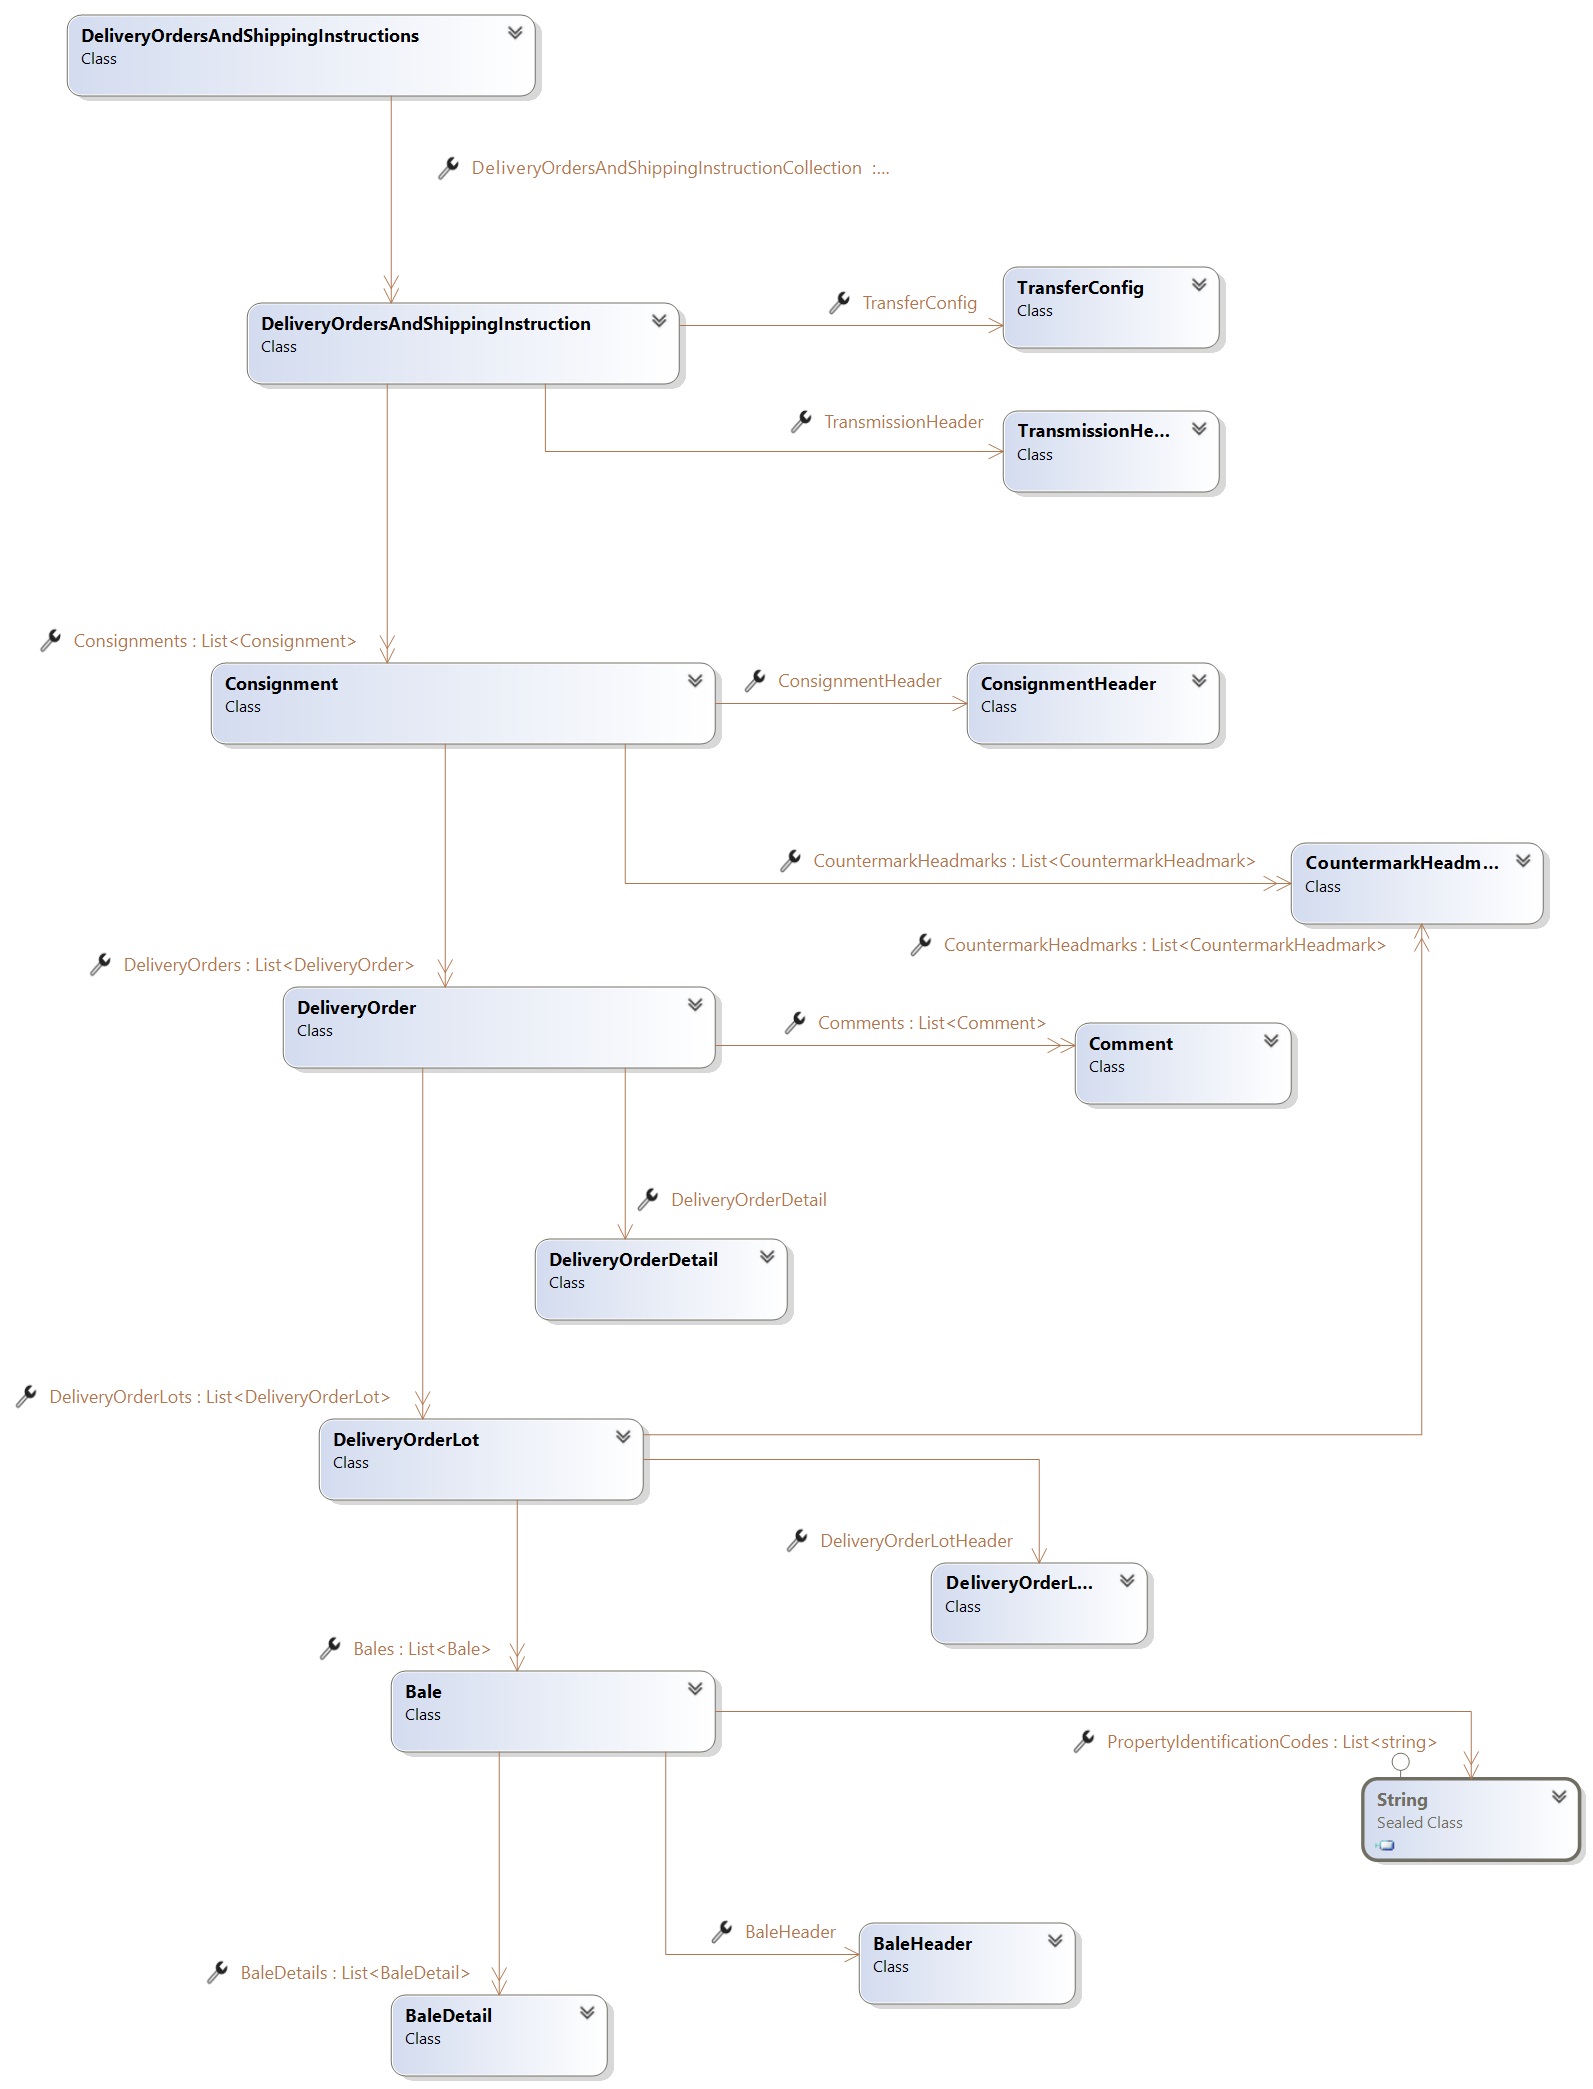 DeliveryOrdersAndShippingInstructions
Class
DeliveryOrdersAndShippingInstructionCollection :...
DeliveryOrdersAndShippingInstruction
Class
TransferConfig
TransferConfig
Class
TransmissionHeader
TransmissionHe...
Class
Consignments : List<Consignment>
Consignment
Class
ConsignmentHeader
ConsignmentHeader
Class
CountermarkHeadmarks : List<CountermarkHeadmark>
CountermarkHeadm...
Class
CountermarkHeadmarks : List<CountermarkHeadmark>
DeliveryOrders : List<DeliveryOrder>
DeliveryOrder
Class
Comments : List<Comment>
Comment
Class
DeliveryOrderDetail
DeliveryOrderDetail
Class
DeliveryOrderLots : List<DeliveryOrderLot>
DeliveryOrderLot
Class
DeliveryOrderLotHeader
DeliveryOrderL...
Class
Bales : List<Bale>
Bale
Class
PropertyIdentificationCodes : List<string>
String
Sealed Class
BaleHeader
BaleHeader
Class
BaleDetails : List<BaleDetail>
BaleDetail
Class